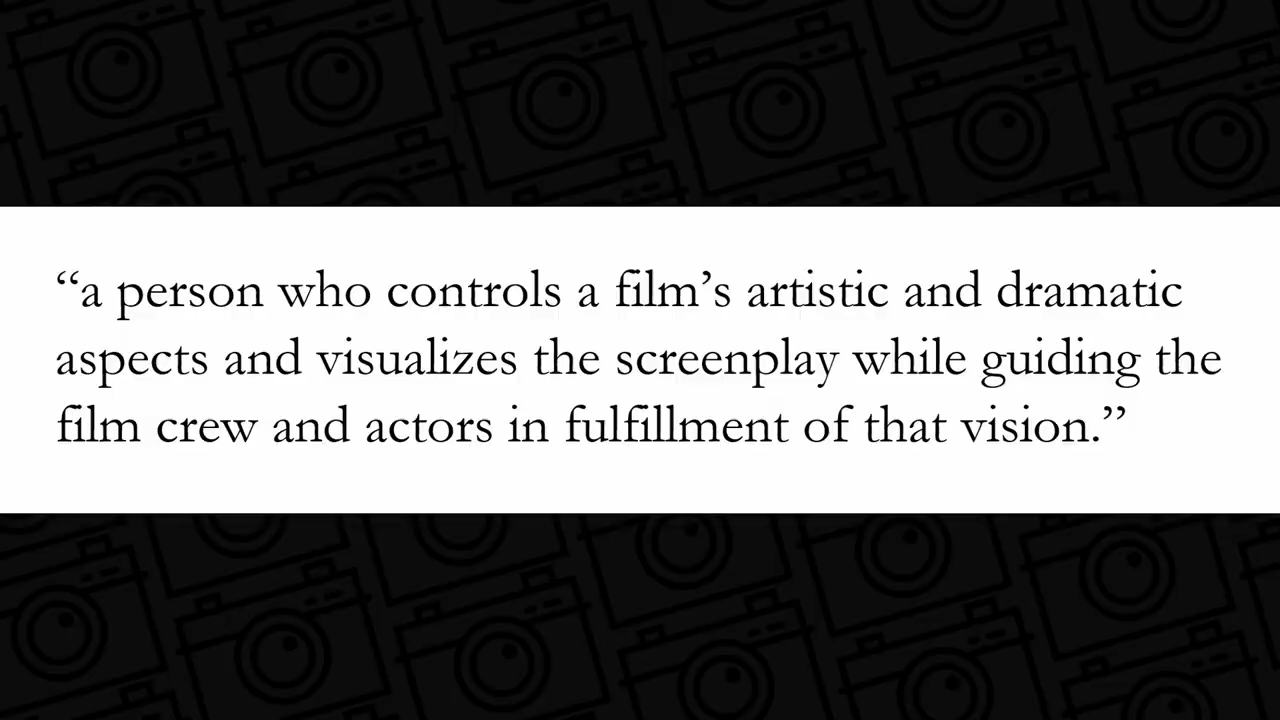 “a person who controls a film’s artistic and dramatic
aspects and visualizes the screenplay while guiding the
film crew and actors in fulfillment of that vision.”